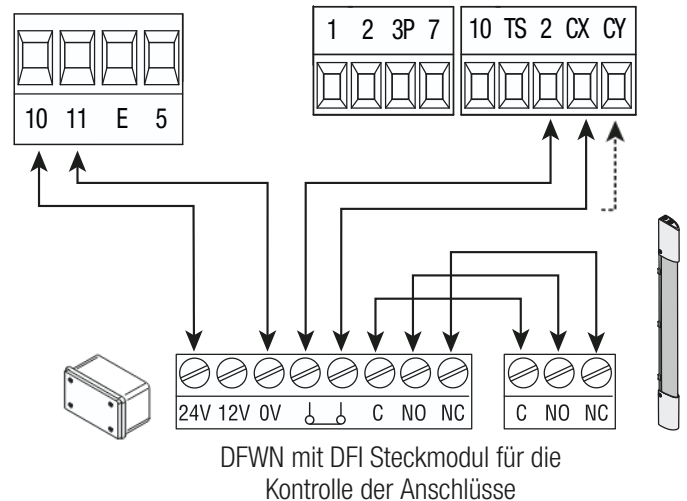 1 2 3P 7
10 TS 2 CX CY
10 11 E 5
24V 12V 0V C NO NC
C NO NC
DFWN mit DFI Steckmodul für die
Kontrolle der Anschlüsse